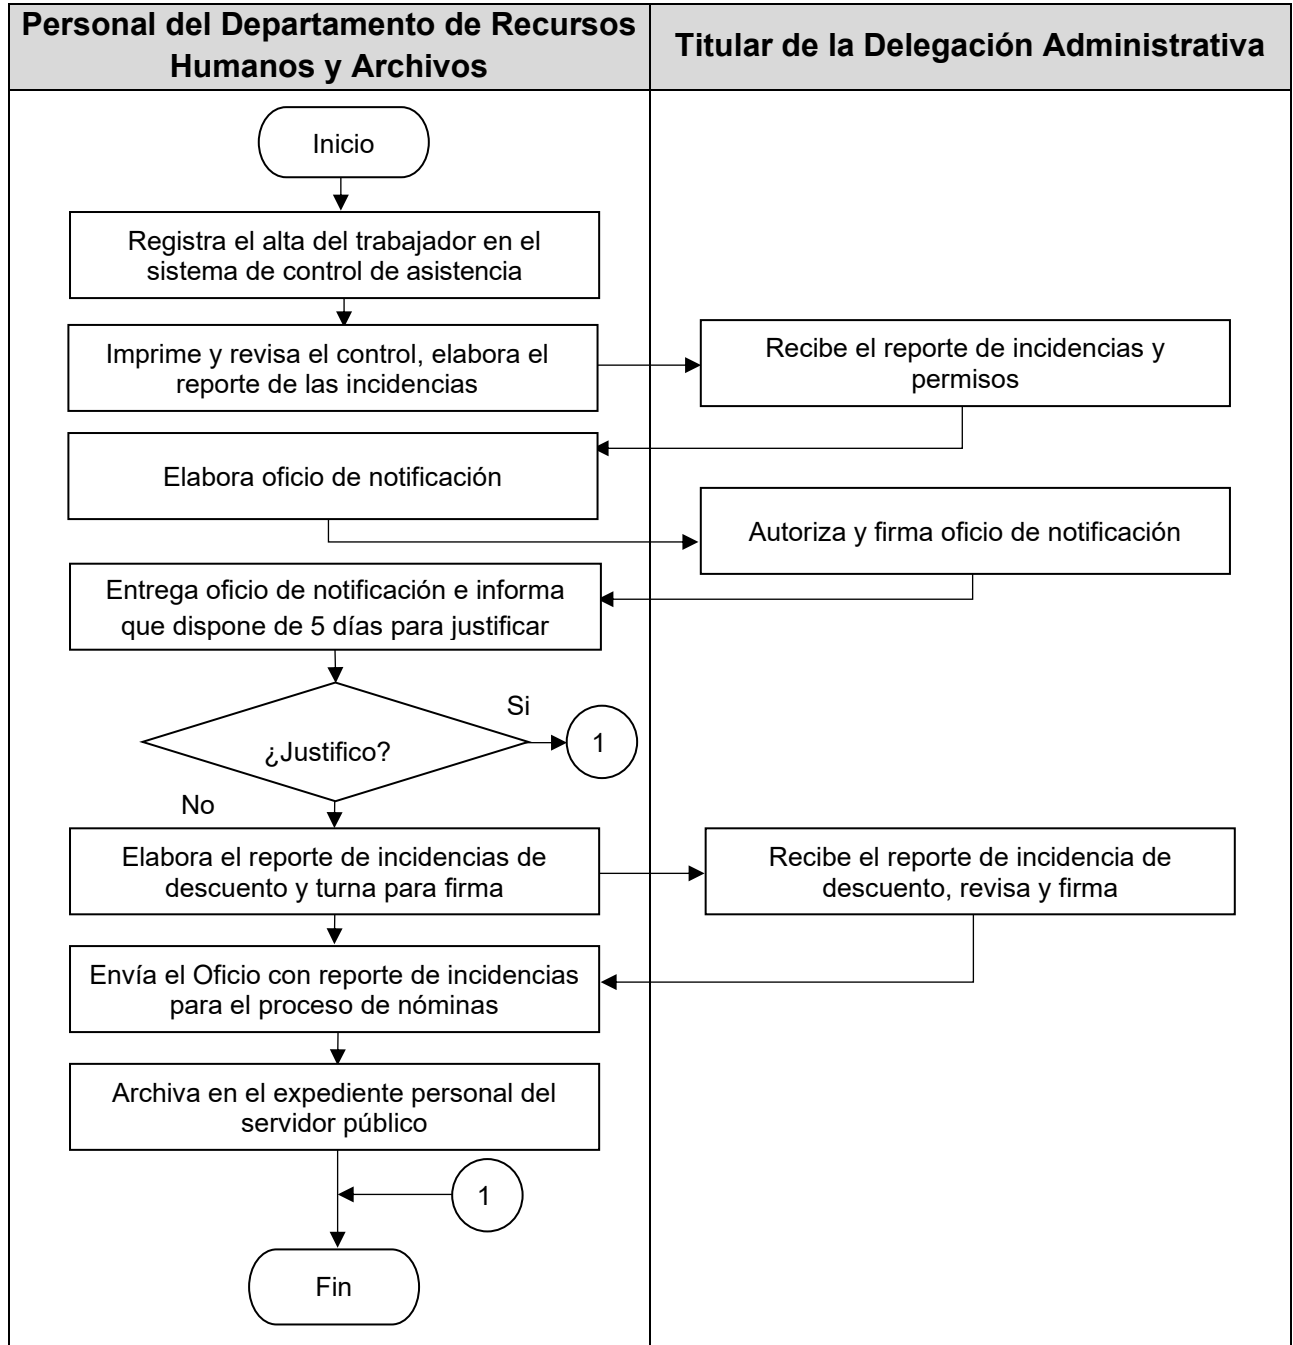 Personal del Departamento de Recursos
Humanos y Archivos
Titular de la Delegación Administrativa
Inicio
Registra el alta del trabajador en el
sistema de control de asistencia
Imprime y revisa el control, elabora el
reporte de las incidencias
Recibe el reporte de incidencias y
permisos
Elabora oficio de notificación
Autoriza y firma oficio de notificación
Entrega oficio de notificación e informa
que dispone de 5 días para justificar
Si
¿Justifico?
1
No
Elabora el reporte de incidencias de
descuento y turna para firma
Recibe el reporte de incidencia de
descuento, revisa y firma
Envía el Oficio con reporte de incidencias
para el proceso de nóminas
Archiva en el expediente personal del
servidor público
1
Fin